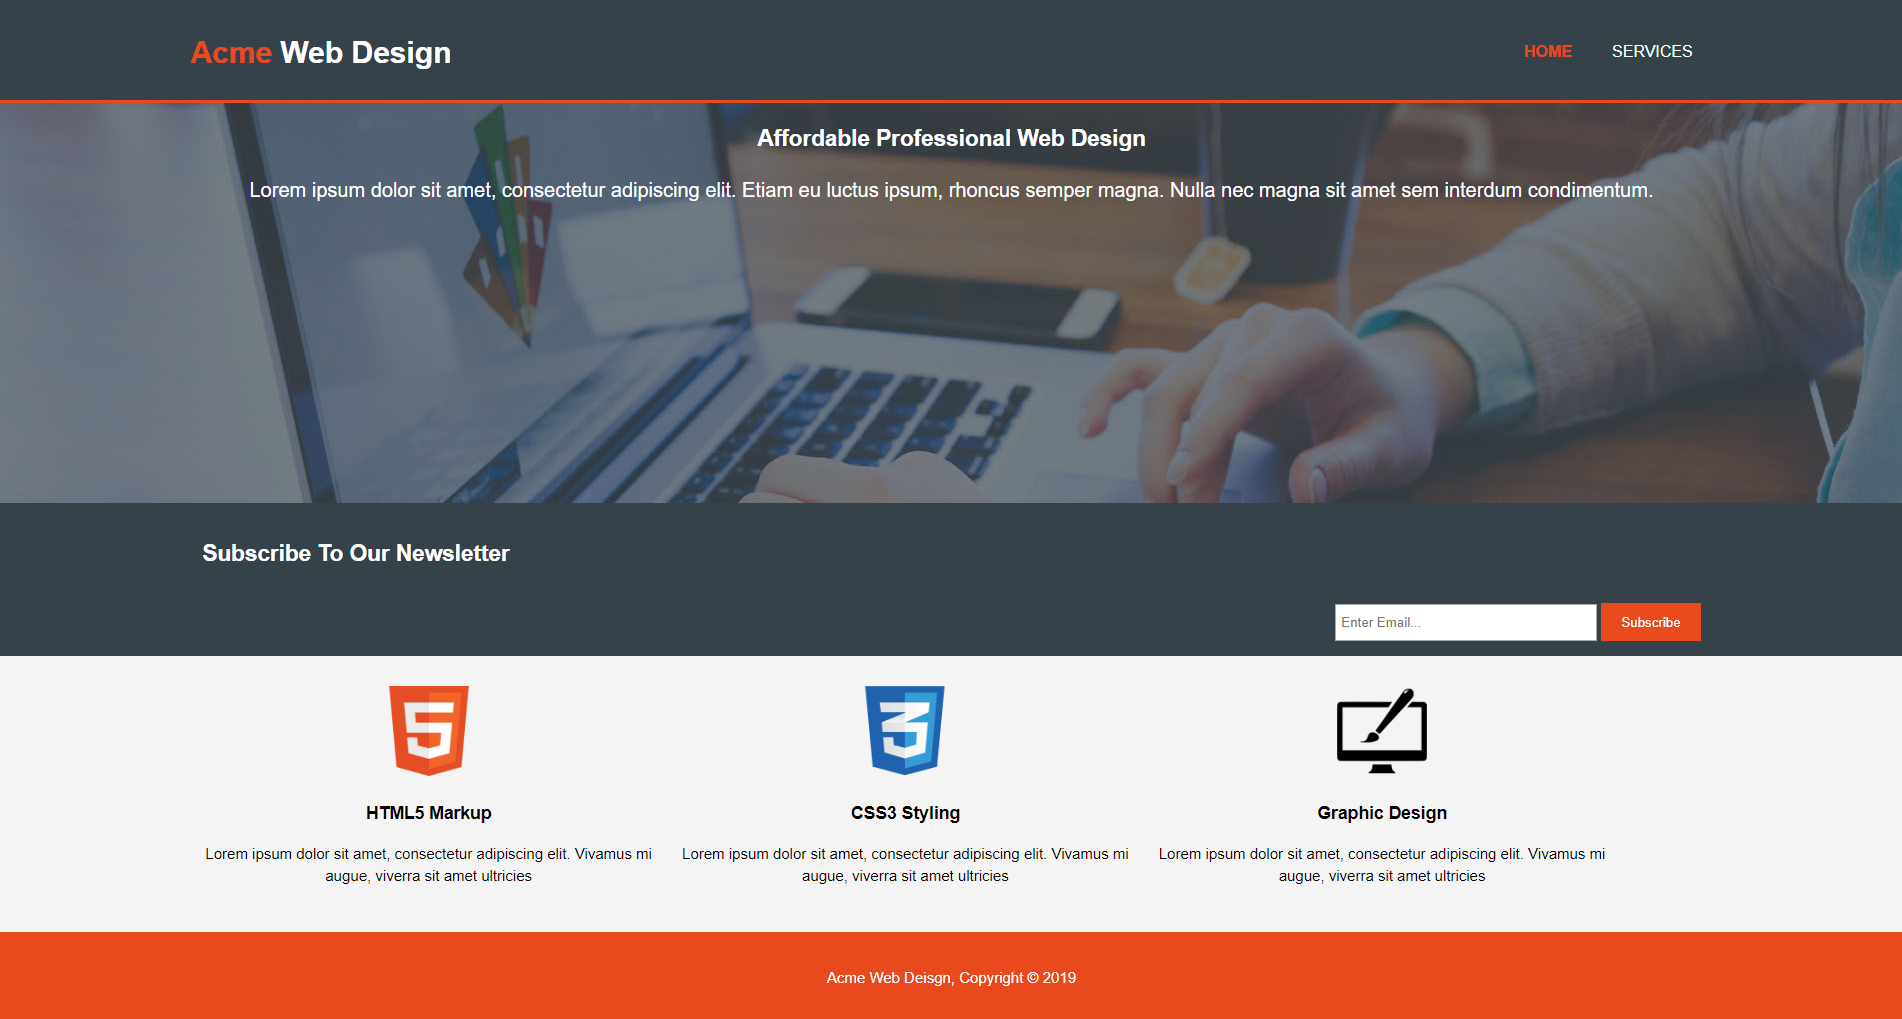 Acme Web Design
HOME SERVICES
Affordable Professional Web Design
Lorem ipsum dolor sit amet, consectetur adipiscing elit. Etiam eu luctus ipsum, rhoncus semper magna. Nulla nec magna sit amet sem interdum condimentum.
Subscribe To Our Newsletter
Enter Email...
Subscribe
HTML5 Markup
Lorem ipsum dolor sit amet, consectetur adipiscing elit. Vivamus mi
augue, viverra sit amet ultricies
CSS3 Styling
Lorem ipsum dolor sit amet, consectetur adipiscing elit. Vivamus mi
augue, viverra sit amet ultricies
Graphic Design
Lorem ipsum dolor sit amet, consectetur adipiscing elit. Vivamus mi
augue, viverra sit amet ultricies
Acme Web Deisgn, Copyright © 2019